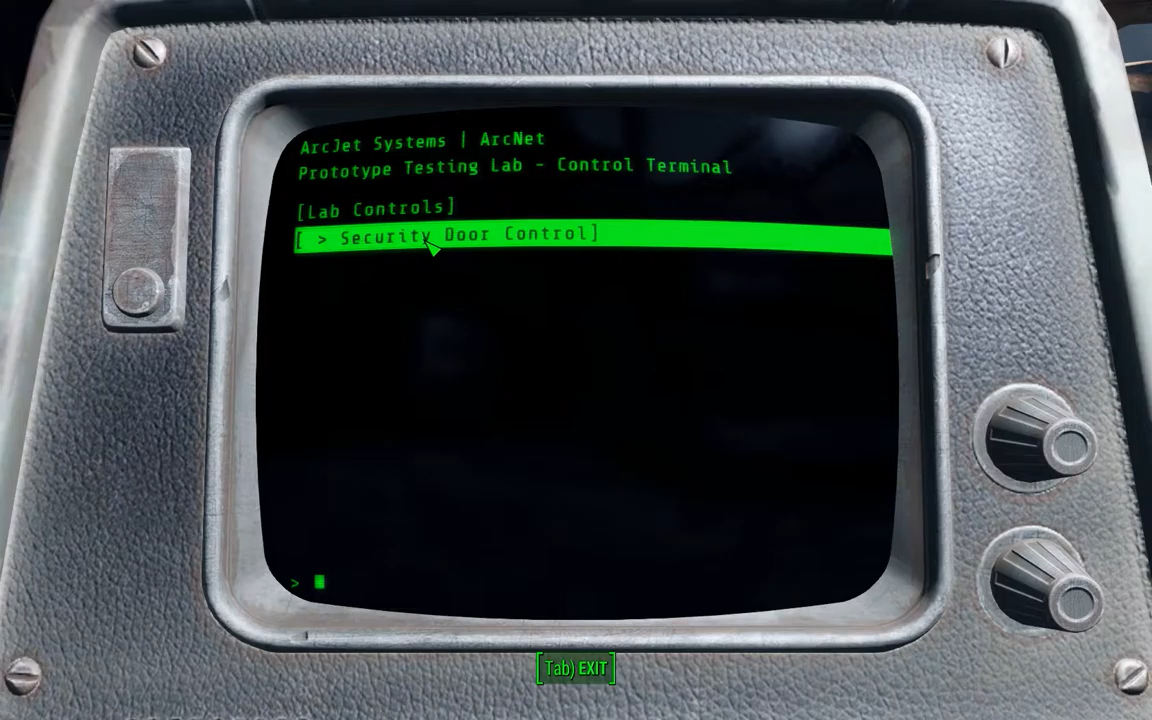 ArcJet Systems | ArcNet
Prototype Testing Lab - Control Terminal
[Lab Controls]
[ > Security Door Control]
>
[Tab) EXIT]